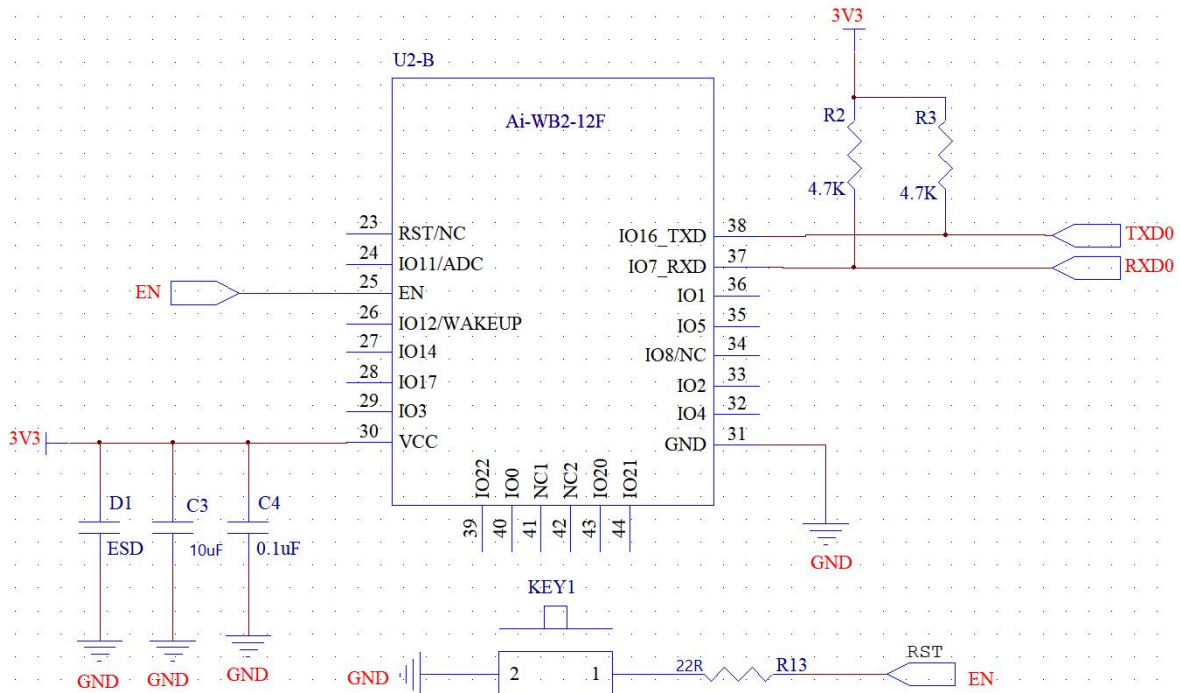 3V3
U2-B
Ai-WB2-12F
R2
R3
4.7K
4.7K
23
RST/NC
24
IO11/ADC
EN
25
EN
26
IO12/WAKEUP
27
IO14
28
IO17
29
IO3
3V3
30
VCC
IO16_TXD
38
TXD0
IO7_RXD
37
RXD0
IO1
36
IO5
35
IO8/NC
34
IO2
33
IO4
32
GND
31
IO22
IO0
NC1
NC2
IO20
IO21
39
40
41
42
43
44
D1
ESD
C3
10uF
C4
0.1uF
GND
GND
GND
GND
KEY1
GND
2
1
22R
R13
RST
EN